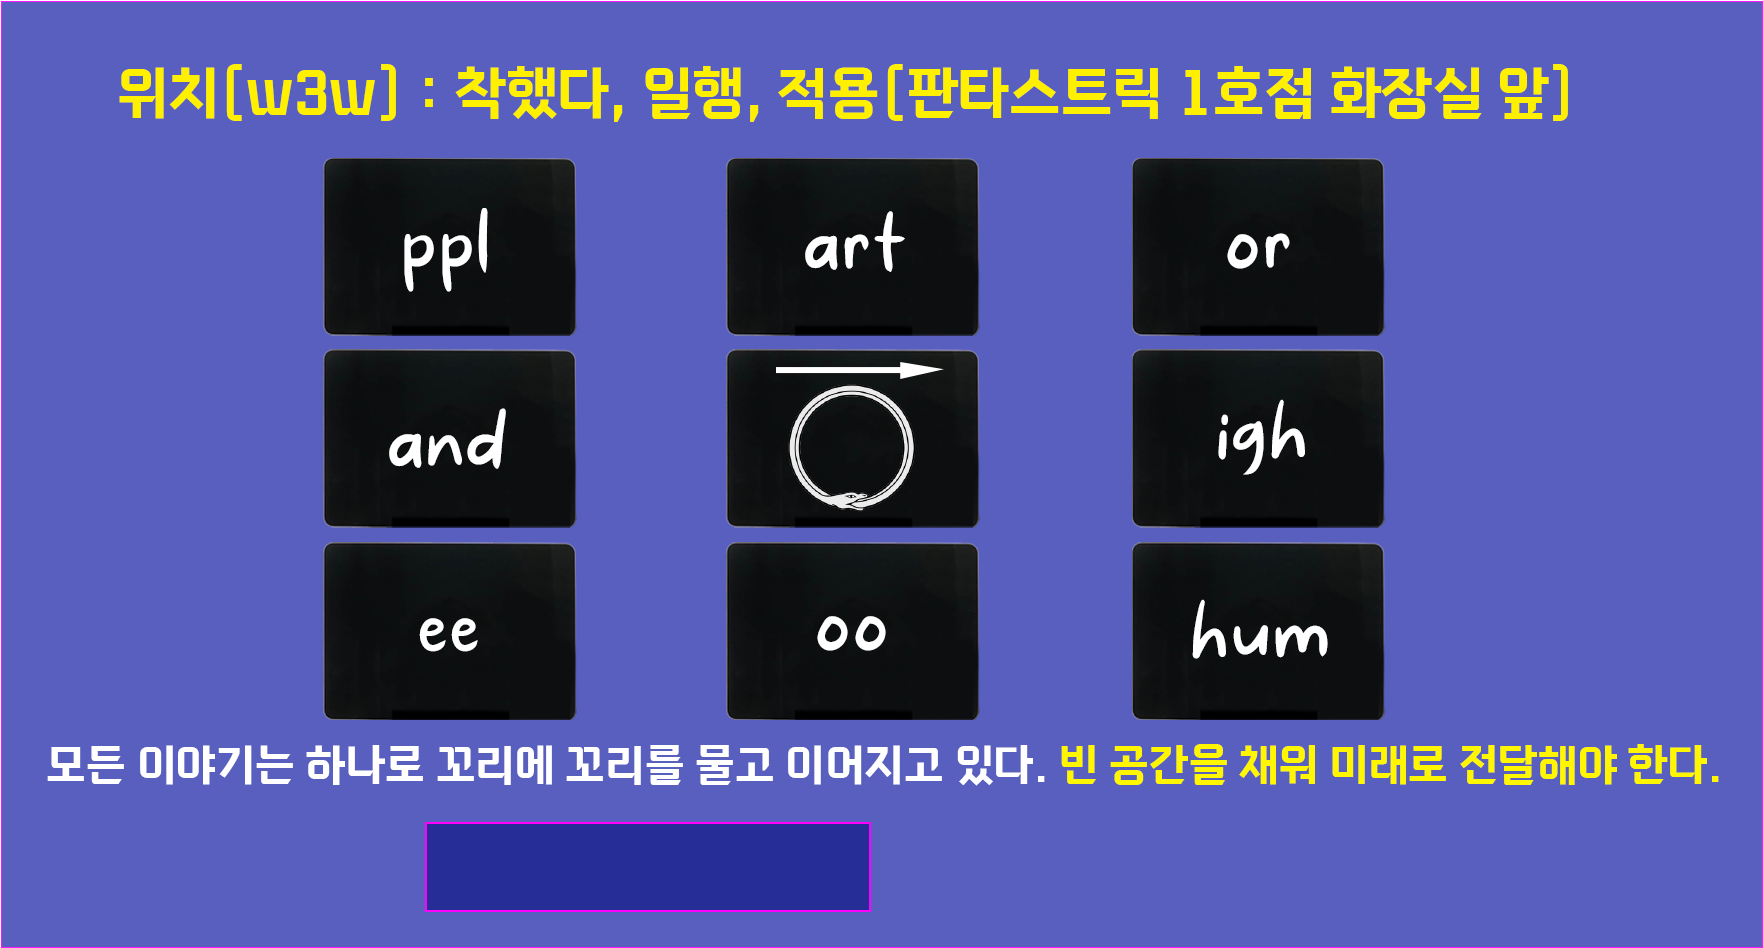 위치(w3w) : 착했다, 일행, 적용(판타스트릭 1호점 화장실 앞)
ppl art or
and igh
ee oo hum
모든 이야기는 하나로 꼬리에 꼬리를 물고 이어지고 있다. 빈 공간을 채워 미래로 전달해야 한다.